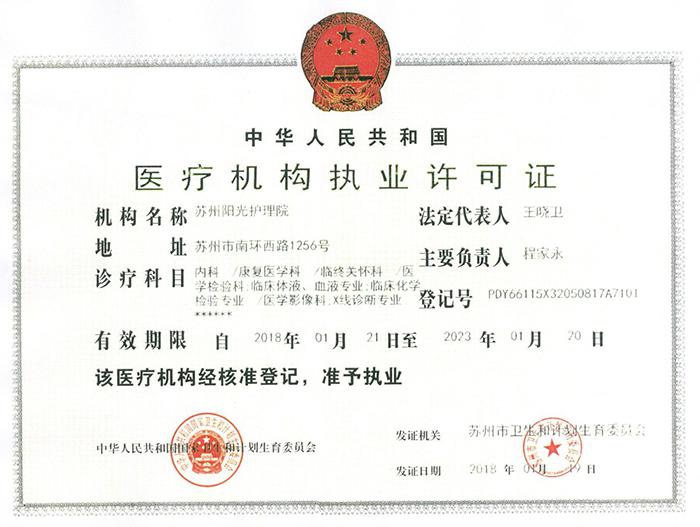 中华人民共和国
医疗机构执业许可证
机构名称 苏州阳光护理院 法定代表人 王晓卫
地 址 苏州市南环西路1256号 主要负责人 程家永
诊疗科目 内科 /康复医学科 /临终关怀科 /医
学检验科;临床体液、血液专业;临床化学
检验专业 /医学影像科;X线诊断专业
******
登记号 PDY66115X32050817A7101
有效期限 自 2018年 01月 21日至 2023年 01月 20日
该医疗机构经核准登记，准予执业
中华人民共和国国家卫生和计划生育委员会
发证机关 苏州市卫生和计划生育委员会
发证日期 2018 年 01月 19日